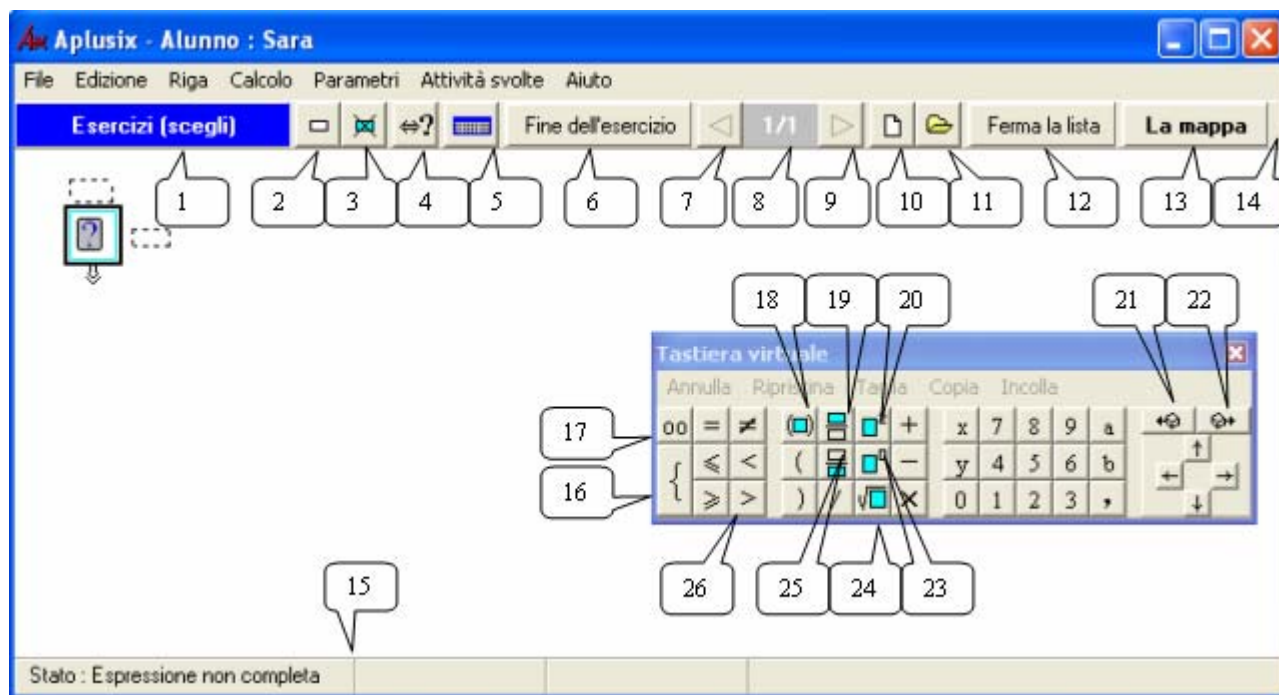 Aplusix - Alunno : Sara
File Edizione Riga Calcolo Parametri Attività svolte Aiuto
Esercizi (scegli) ⇔? Fine dell'esercizio 1/1 Ferma la lista La mappa
1 2 3 4 5 6 7 8 9 10 11 12 13 14
?
18 19 20 21 22
Tastiera virtuale
Annulla Ripristina Taglia Copia Incolla
17 oo = ≠ (□) + x 7 8 9 a
16 { ⩽ < ( − y 4 5 6 b
⩾ > ) / √ × 0 1 2 3 ,
26 25 24 23
15
Stato : Espressione non completa